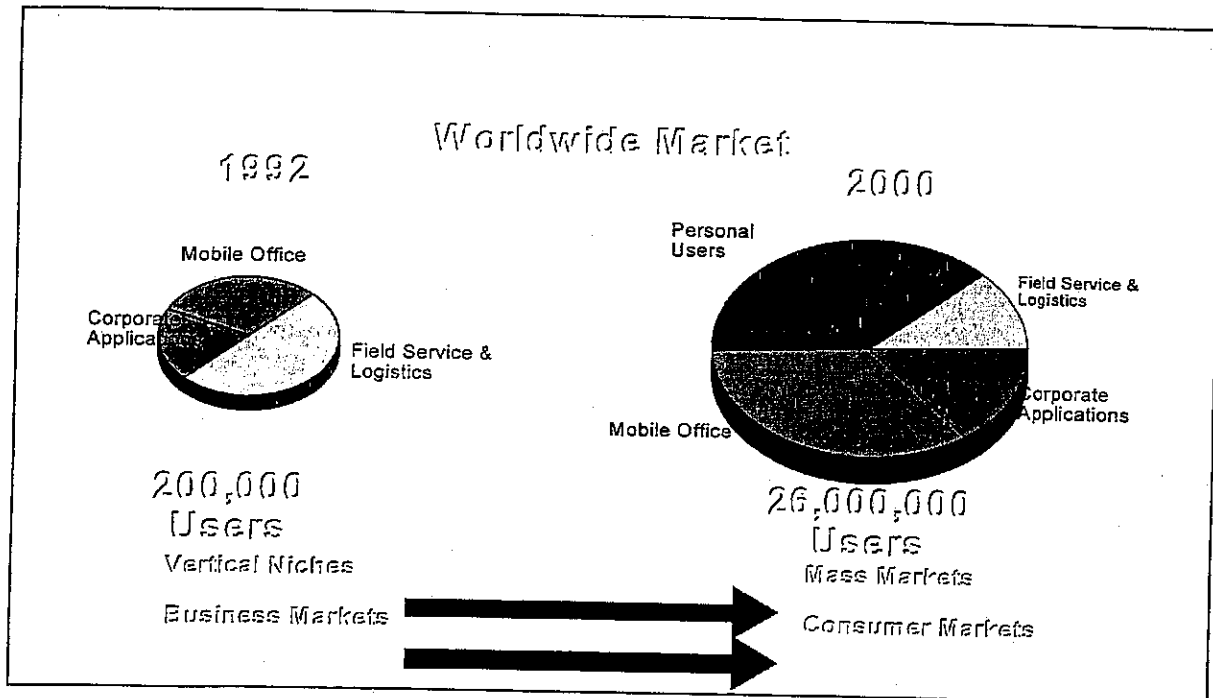 Worldwide Market
1992
2000
Mobile Office
Corporate
Applications
Field Service &
Logistics
Personal
Users
Field Service &
Logistics
Corporate
Applications
Mobile Office
200,000
Users
Vertical Niches
Business Markets
26,000,000
Users
Mass Markets
Consumer Markets